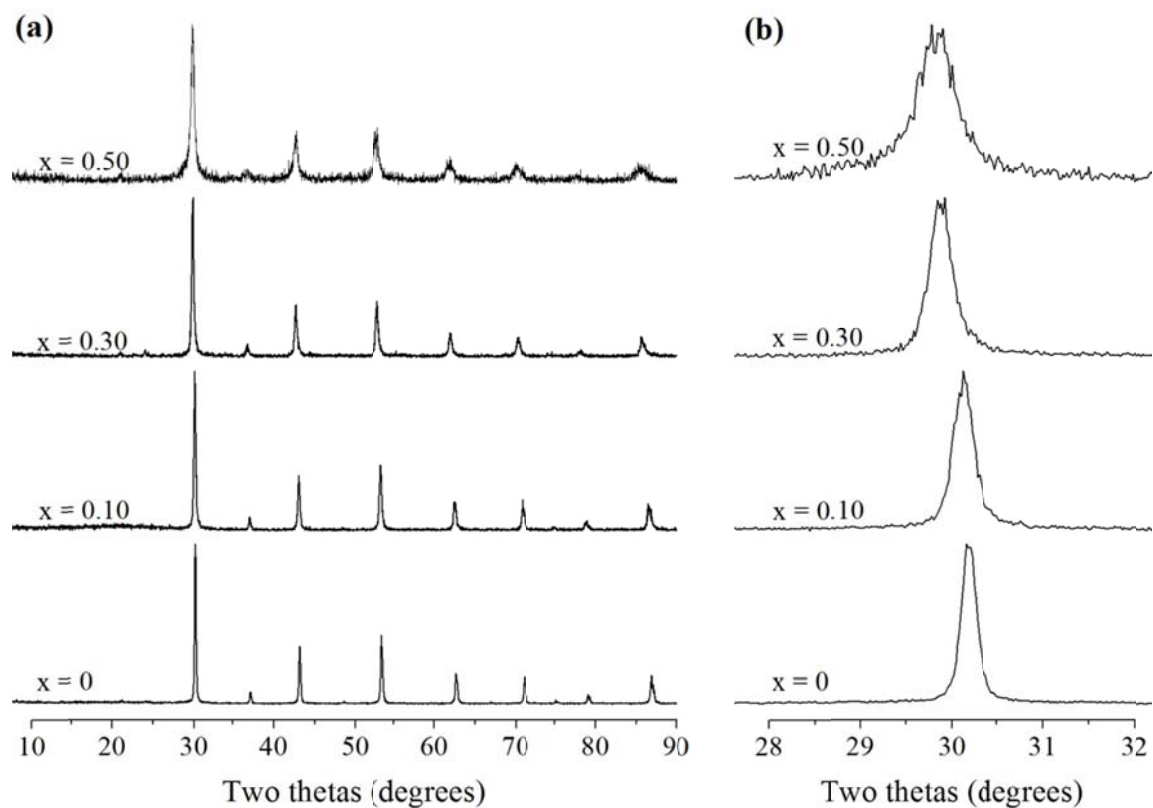 (a)
x = 0.50
x = 0.30
x = 0.10
x = 0
10 20 30 40 50 60 70 80 90
Two thetas (degrees)
(b)
x = 0.50
x = 0.30
x = 0.10
x = 0
28 29 30 31 32
Two thetas (degrees)